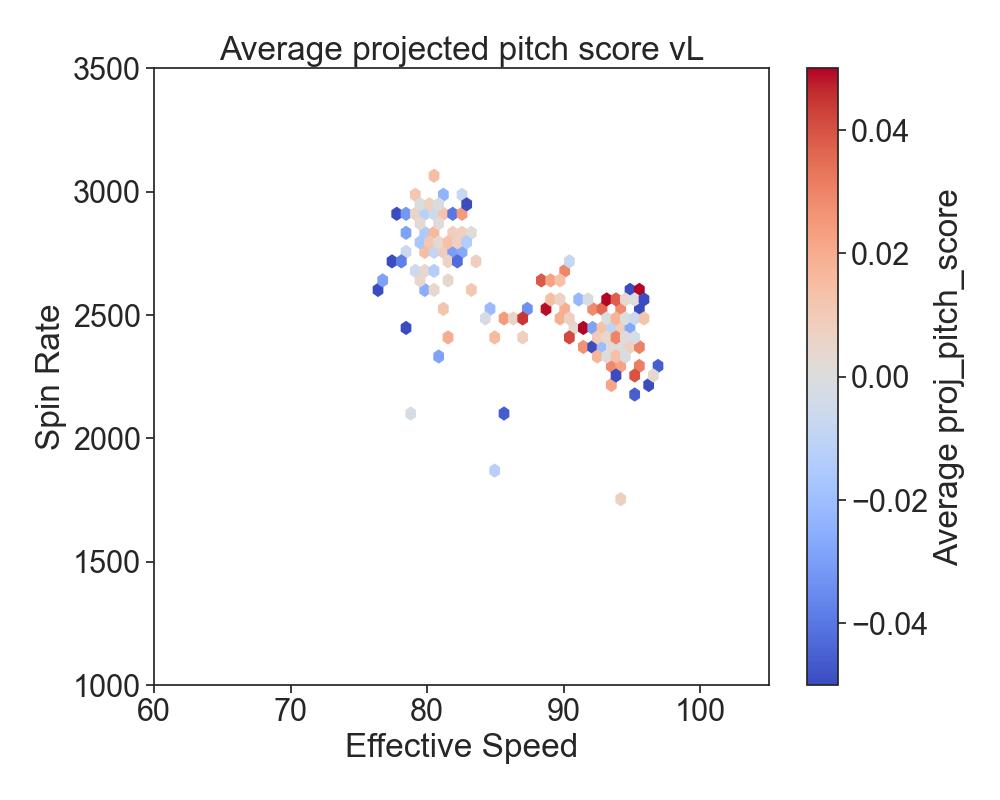 Average projected pitch score vL
3500
3000
2500
2000
1500
1000
Spin Rate
60 70 80 90 100
Effective Speed
0.04
0.02
0.00
−0.02
−0.04
Average proj_pitch_score